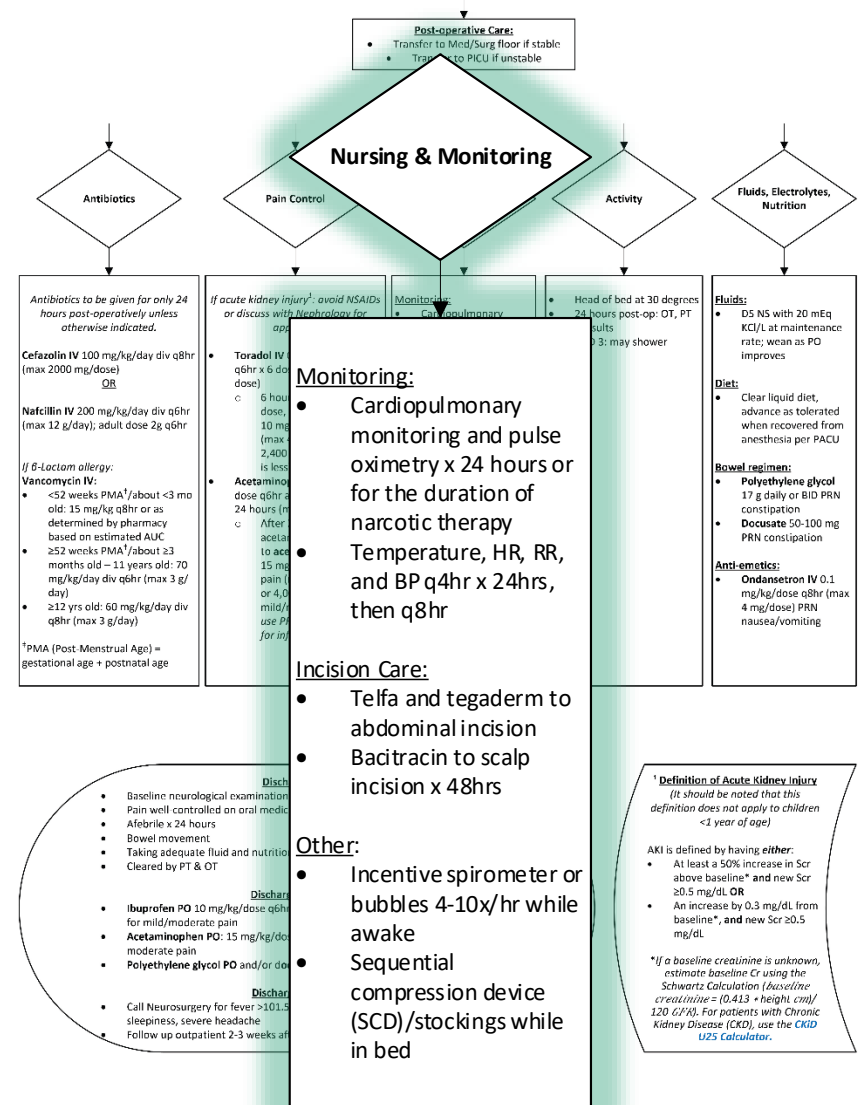 Post-operative Care:
• Transfer to Med/Surg floor if stable
• to PICU if unstable
Nursing & Monitoring
Antibiotics
Pain Control
Activity
Fluids, Electrolytes,
Nutrition
Antibiotics to be given for only 24
hours post-operatively unless
otherwise indicated.
Cefazolin IV 100 mg/kg/day div q8hr
(max 2000 mg/dose)
OR
Nafcillin IV 200 mg/kg/day div q6hr
(max 12 g/day); adult dose 2g q6hr
If β-Lactam allergy:
Vancomycin IV:
• <52 weeks PMA‡/about <3 mo
old: 15 mg/kg q8hr or as
determined by pharmacy
based on estimated AUC
• ≥52 weeks PMA‡/about ≥3
months old – 11 years old: 70
mg/kg/day div q6hr (max 3 g/
day)
• ≥12 yrs old: 60 mg/kg/day div
q8hr (max 3 g/day)
‡PMA (Post-Menstrual Age) =
gestational age + postnatal age
If acute kidney injury¹: avoid NSAIDs
or discuss with Nephrology for
• Toradol IV
q6hr x 6
dose)
○ 6
dose,
10 mg
(max
2,400
is less
•
dose q6hr
24 hours
○ After
to
15 mg
pain
or
use
for
Monitoring:
• Cardiopulmonary
• Head of bed at 30 degrees
• 24 hours post-op: OT, PT
3: may shower
Fluids:
• D5 NS with 20 mEq
KCl/L at maintenance
rate; wean as PO
improves
Diet:
• Clear liquid diet,
advance as tolerated
when recovered from
anesthesia per PACU
Bowel regimen:
• Polyethylene glycol
17 g daily or BID PRN
constipation
• Docusate 50-100 mg
PRN constipation
Anti-emetics:
• Ondansetron IV 0.1
mg/kg/dose q8hr (max
4 mg/dose) PRN
nausea/vomiting
Monitoring:
• Cardiopulmonary
monitoring and pulse
oximetry x 24 hours or
for the duration of
narcotic therapy
• Temperature, HR, RR,
and BP q4hr x 24hrs,
then q8hr
Incision Care:
• Telfa and tegaderm to
abdominal incision
• Bacitracin to scalp
incision x 48hrs
Other:
• Incentive spirometer or
bubbles 4-10x/hr while
awake
• Sequential
compression device
(SCD)/stockings while
in bed
• Baseline neurological examination
• Pain well-controlled on oral
• Afebrile x 24 hours
• Bowel movement
• Taking adequate fluid and
• Cleared by PT & OT
• Ibuprofen PO 10 mg/kg/dose q6hr
for mild/moderate pain
• Acetaminophen PO: 15
moderate pain
• Polyethylene glycol PO and/or
• Call Neurosurgery for fever >101.5
sleepiness, severe headache
• Follow up outpatient 2-3 weeks
¹ Definition of Acute Kidney Injury
(It should be noted that this
definition does not apply to children
<1 year of age)
AKI is defined by having either:
• At least a 50% increase in Scr
above baseline* and new Scr
≥0.5 mg/dL OR
• An increase by 0.3 mg/dL from
baseline*, and new Scr ≥0.5
mg/dL
*If a baseline creatinine is unknown,
estimate baseline Cr using the
Schwartz Calculation (baseline
creatinine = (0.413 * height cm)/
120 GFR). For patients with Chronic
Kidney Disease (CKD), use the CKiD
U25 Calculator.